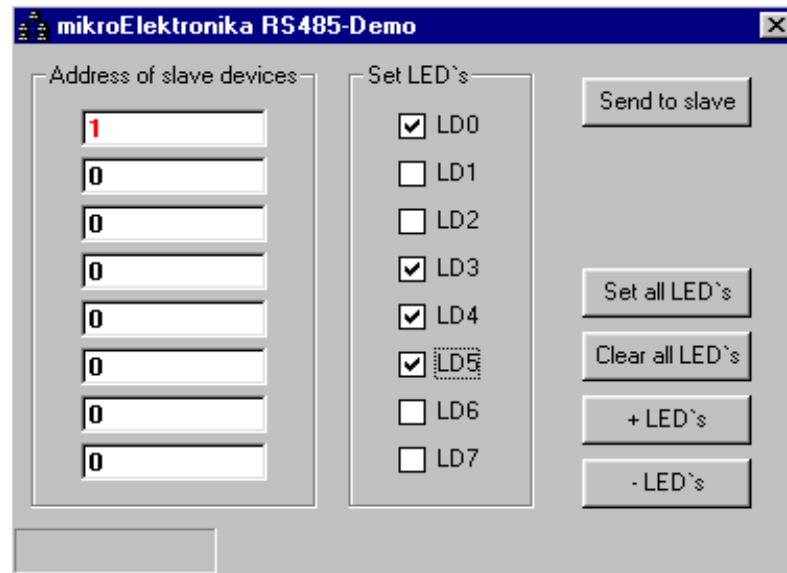 mikroElektronika RS485-Demo
Address of slave devices
1
0
0
0
0
0
0
0
Set LED`s
LD0
LD1
LD2
LD3
LD4
LD5
LD6
LD7
Send to slave
Set all LED`s
Clear all LED`s
+ LED`s
- LED`s